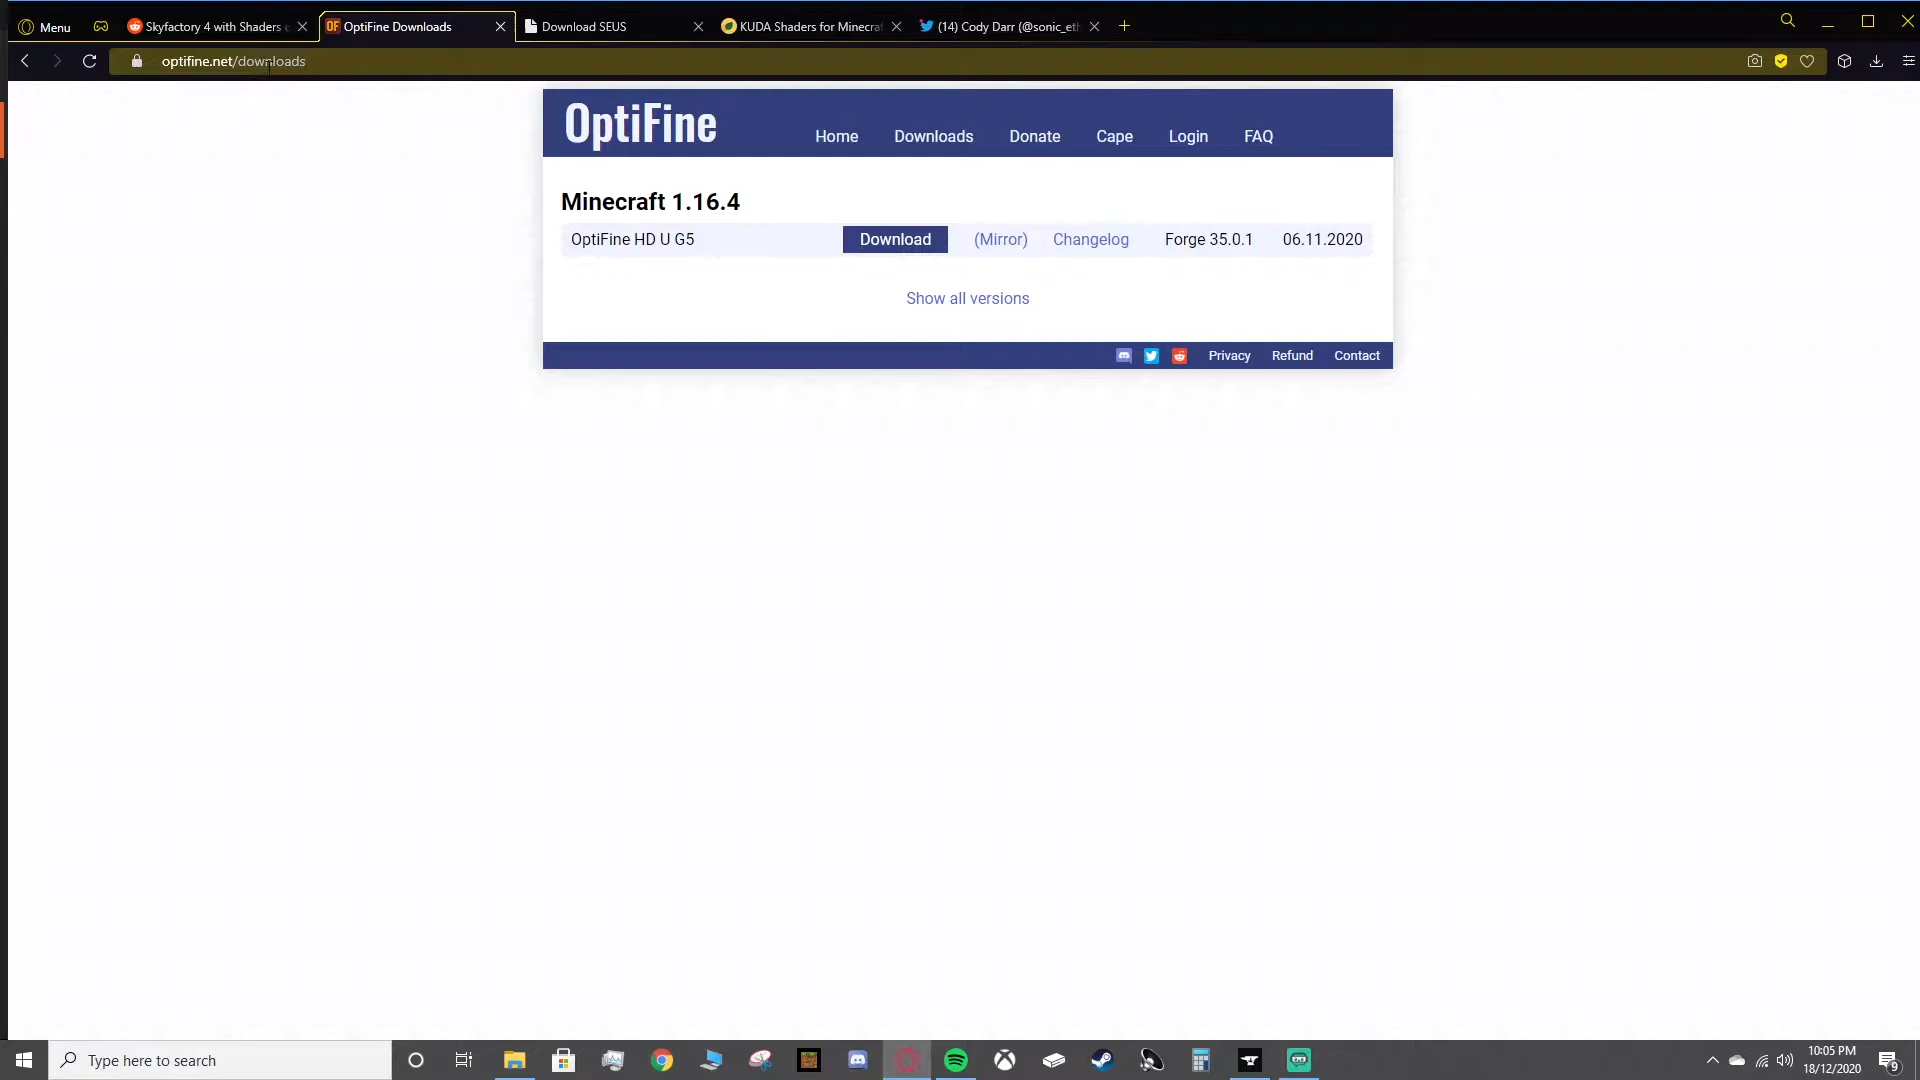 Menu
Skyfactory 4 with Shaders e
OF OptiFine Downloads
Download SEUS
KUDA Shaders for Minecraf
(14) Cody Darr (@sonic_eth
optifine.net/downloads
OptiFine
Home Downloads Donate Cape Login FAQ
Minecraft 1.16.4
OptiFine HD U G5 Download (Mirror) Changelog Forge 35.0.1 06.11.2020
Show all versions
Privacy Refund Contact
Type here to search
10:05 PM
18/12/2020
9